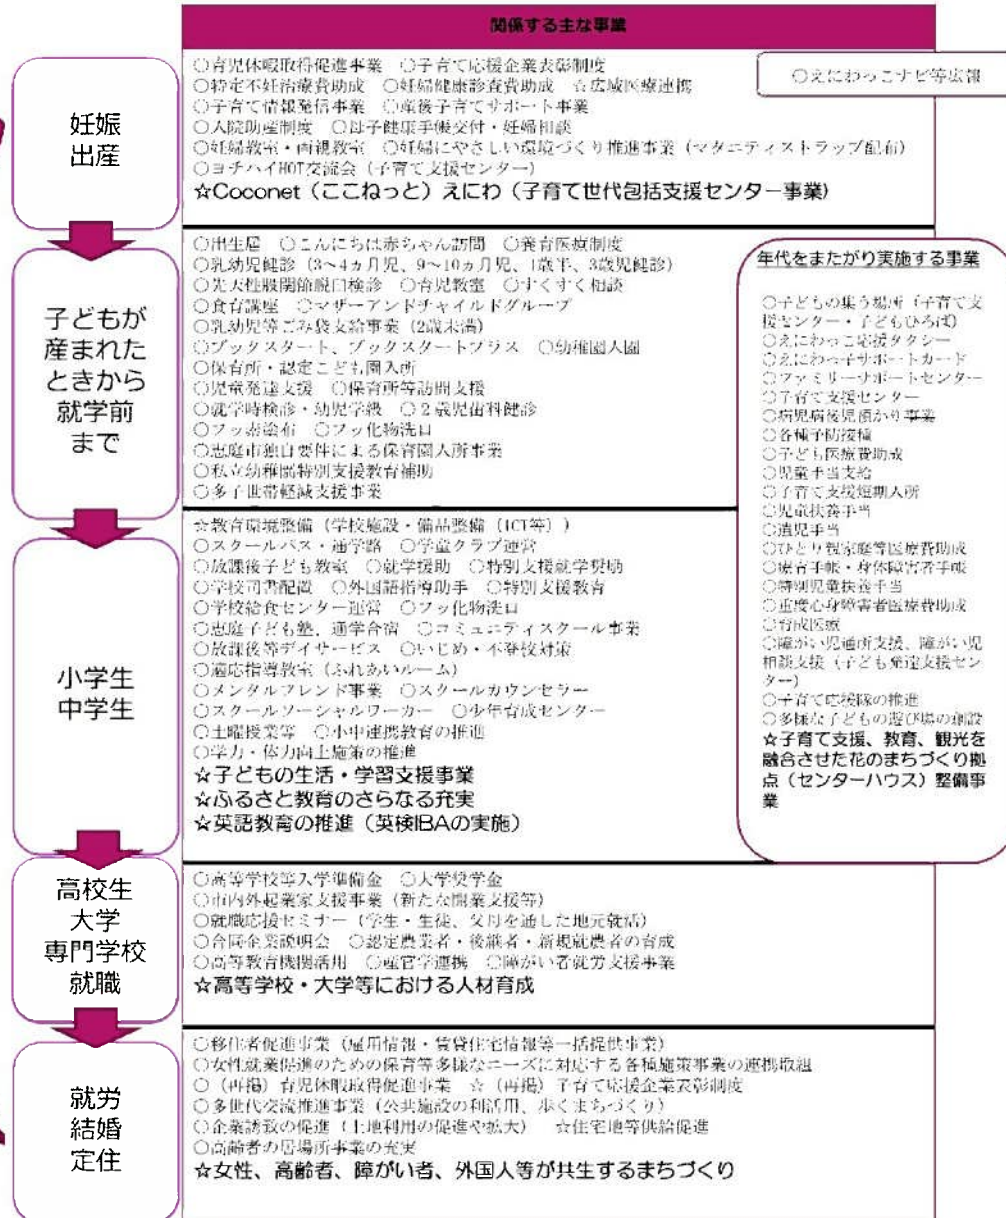 関係する主な事業
妊娠
出産
○育児休暇取得促進事業　○子育て応援企業表彰制度
○特定不妊治療費助成　○妊婦健康診査費助成　☆広域医療連携
○子育て情報発信事業　○産後子育てサポート事業
○入院助産制度　○母子健康手帳交付・妊婦相談
○妊婦教室・両親教室　○妊婦にやさしい環境づくり推進事業（マタニティストラップ配布）
○ヨチハイHOT交流会（子育て支援センター）
☆Coconet（ここねっと）えにわ（子育て世代包括支援センター事業）
○えにわっこナビ等広報
子どもが
産まれた
ときから
就学前
まで
○出生届　○こんにちは赤ちゃん訪問　○養育医療制度
○乳幼児健診（3～4ヵ月児、9～10ヵ月児、1歳半、3歳児健診）
○先天性股関節脱臼検診　○育児教室　○すくすく相談
○食育講座　○マザーアンドチャイルドグループ
○乳幼児等ごみ袋支給事業（2歳未満）
○ブックスタート、ブックスタートプラス　○幼稚園入園
○保育所・認定こども園入所
○児童発達支援　○保育所等訪問支援
○就学時検診・幼児学級　○２歳児歯科健診
○フッ素塗布　○フッ化物洗口
○恵庭市独自要件による保育園入所事業
○私立幼稚園特別支援教育補助
○多子世帯軽減支援事業
小学生
中学生
☆教育環境整備（学校施設・備品整備（ICT等））
○スクールバス・通学路　○学童クラブ運営
○放課後子ども教室　○就学援助　○特別支援就学奨励
○学校司書配置　○外国語指導助手　○特別支援教育
○学校給食センター運営　○フッ化物洗口
○恵庭子ども塾、通学合宿　○コミュニティスクール事業
○放課後等デイサービス　○いじめ・不登校対策
○適応指導教室（ふれあいルーム）
○メンタルフレンド事業　○スクールカウンセラー
○スクールソーシャルワーカー　○少年育成センター
○土曜授業等　○小中連携教育の推進
○学力・体力向上施策の推進
☆子どもの生活・学習支援事業
☆ふるさと教育のさらなる充実
☆英語教育の推進（英検IBAの実施）
年代をまたがり実施する事業
○子どもの集う場所（子育て支
援センター・子どもひろば）
○えにわっこ応援タクシー
○えにわっ子サポートカード
○ファミリーサポートセンター
○子育て支援センター
○病児病後児預かり事業
○各種予防接種
○子ども医療費助成
○児童手当支給
○子育て支援短期入所
○児童扶養手当
○遺児手当
○ひとり親家庭等医療費助成
○療育手帳・身体障害者手帳
○特別児童扶養手当
○重度心身障害者医療費助成
○育成医療
○障がい児通所支援、障がい児
相談支援（子ども発達支援セン
ター）
○子育て応援隊の推進
○多様な子どもの遊び場の創設
☆子育て支援、教育、観光を
融合させた花のまちづくり拠
点（センターハウス）整備事
業
高校生
大学
専門学校
就職
○高等学校等入学準備金　○大学奨学金
○市内外起業家支援事業（新たな開業支援等）
○就職応援セミナー（学生・生徒、父母を通した地元就活）
○合同企業説明会　○認定農業者・後継者・新規就農者の育成
○高等教育機関活用　○産官学連携　○障がい者就労支援事業
☆高等学校・大学等における人材育成
就労
結婚
定住
○移住者促進事業（雇用情報・賃貸住宅情報等一括提供事業）
○女性就業促進のための保育等多様なニーズに対応する各種施策事業の連携取組
○（再掲）育児休暇取得促進事業　☆（再掲）子育て応援企業表彰制度
○多世代交流推進事業（公共施設の利活用、歩くまちづくり）
○企業誘致の促進（土地利用の促進や拡大）　☆住宅地等供給促進
○高齢者の居場所事業の充実
☆女性、高齢者、障がい者、外国人等が共生するまちづくり